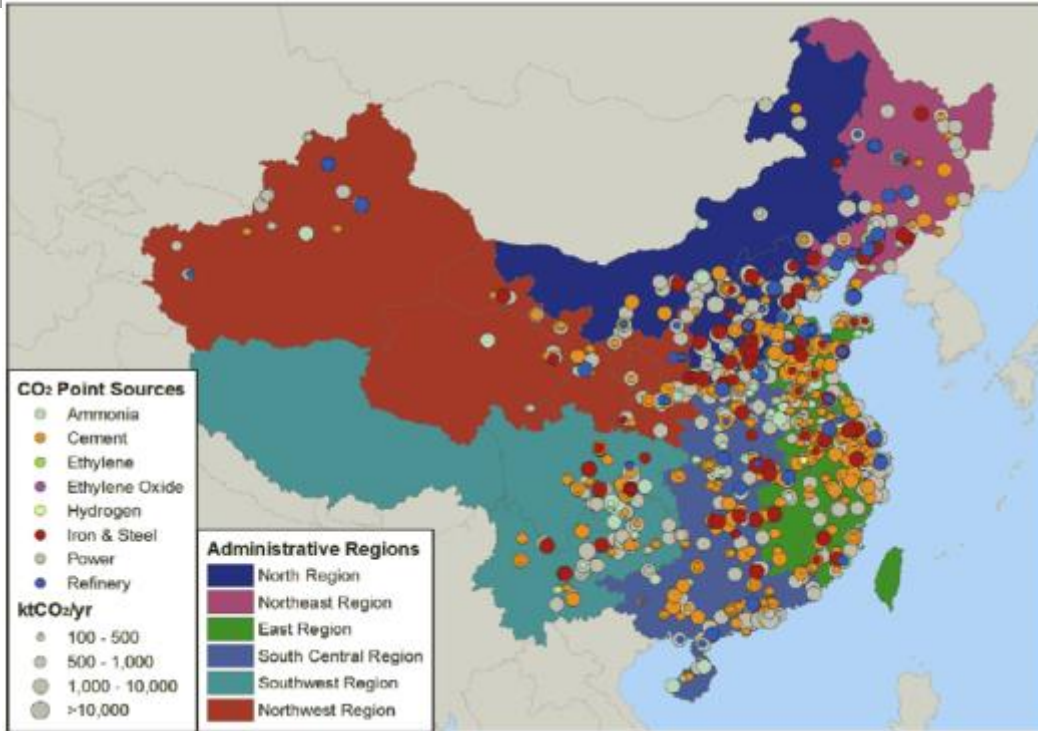 CO₂ Point Sources
Ammonia
Cement
Ethylene
Ethylene Oxide
Hydrogen
Iron & Steel
Power
Refinery
ktCO₂/yr
100 - 500
500 - 1,000
1,000 - 10,000
>10,000
Administrative Regions
North Region
Northeast Region
East Region
South Central Region
Southwest Region
Northwest Region